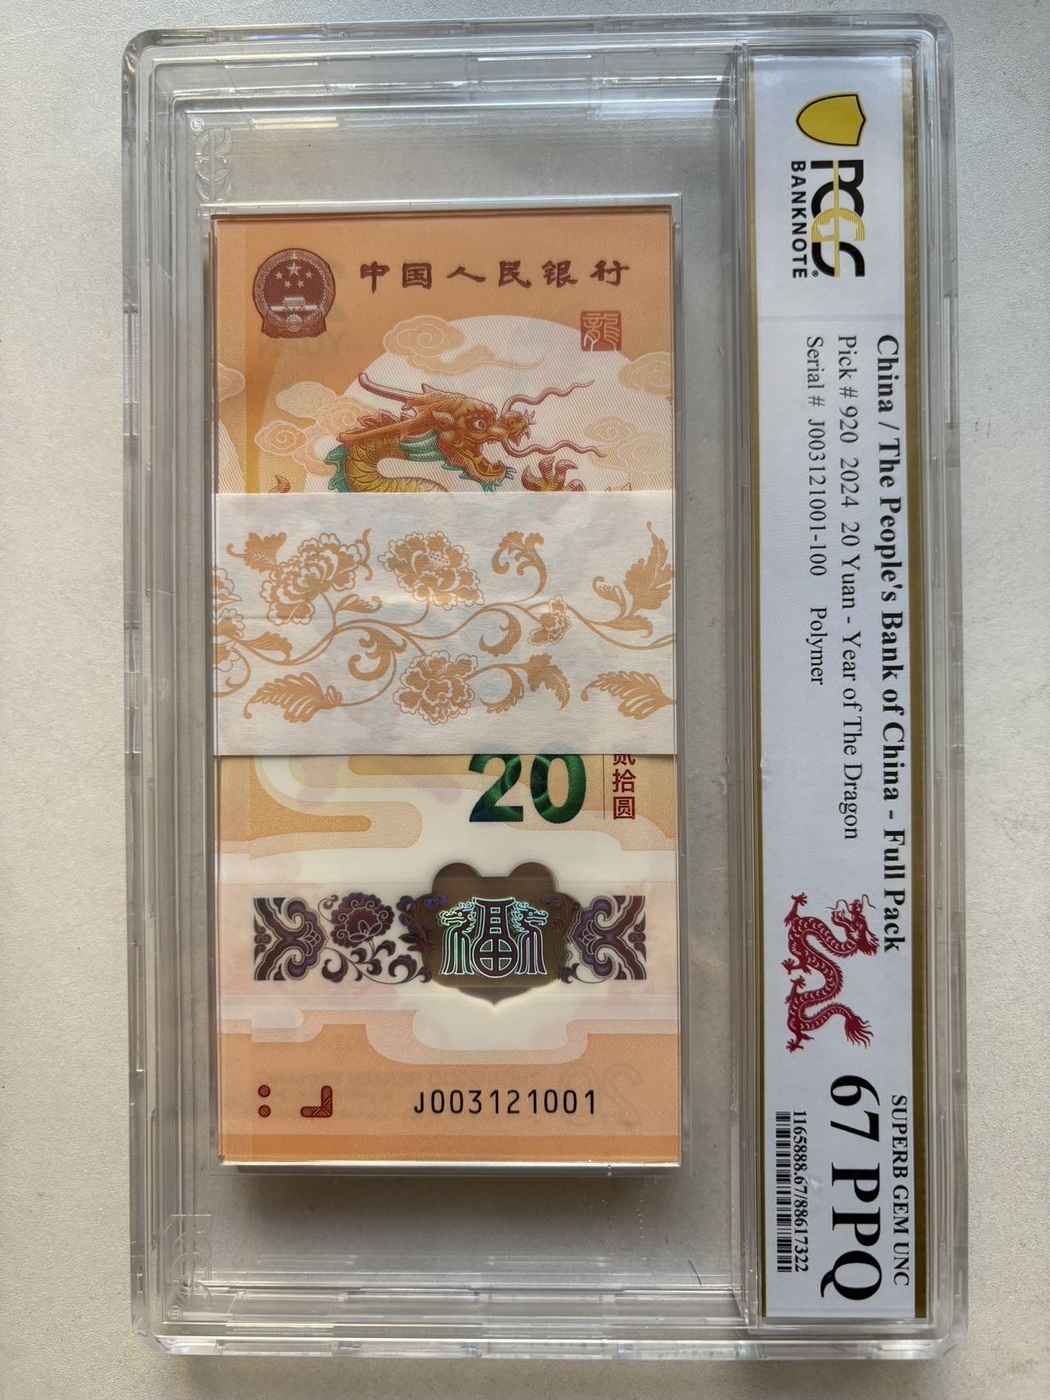 中国人民银行
龍
20
贰拾圆
J003121001
PCGS
BANKNOTE
China / The People's Bank of China - Full Pack
Pick # 920 2024 20 Yuan - Year of The Dragon
Serial # J003121001-100 Polymer
SUPERB GEM UNC
67 PPQ
1165888.67/88617322